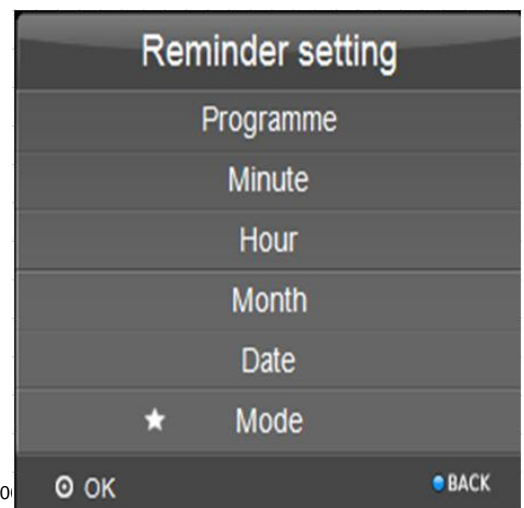 Reminder setting
Programme
Minute
Hour
Month
Date
Mode
OK BACK